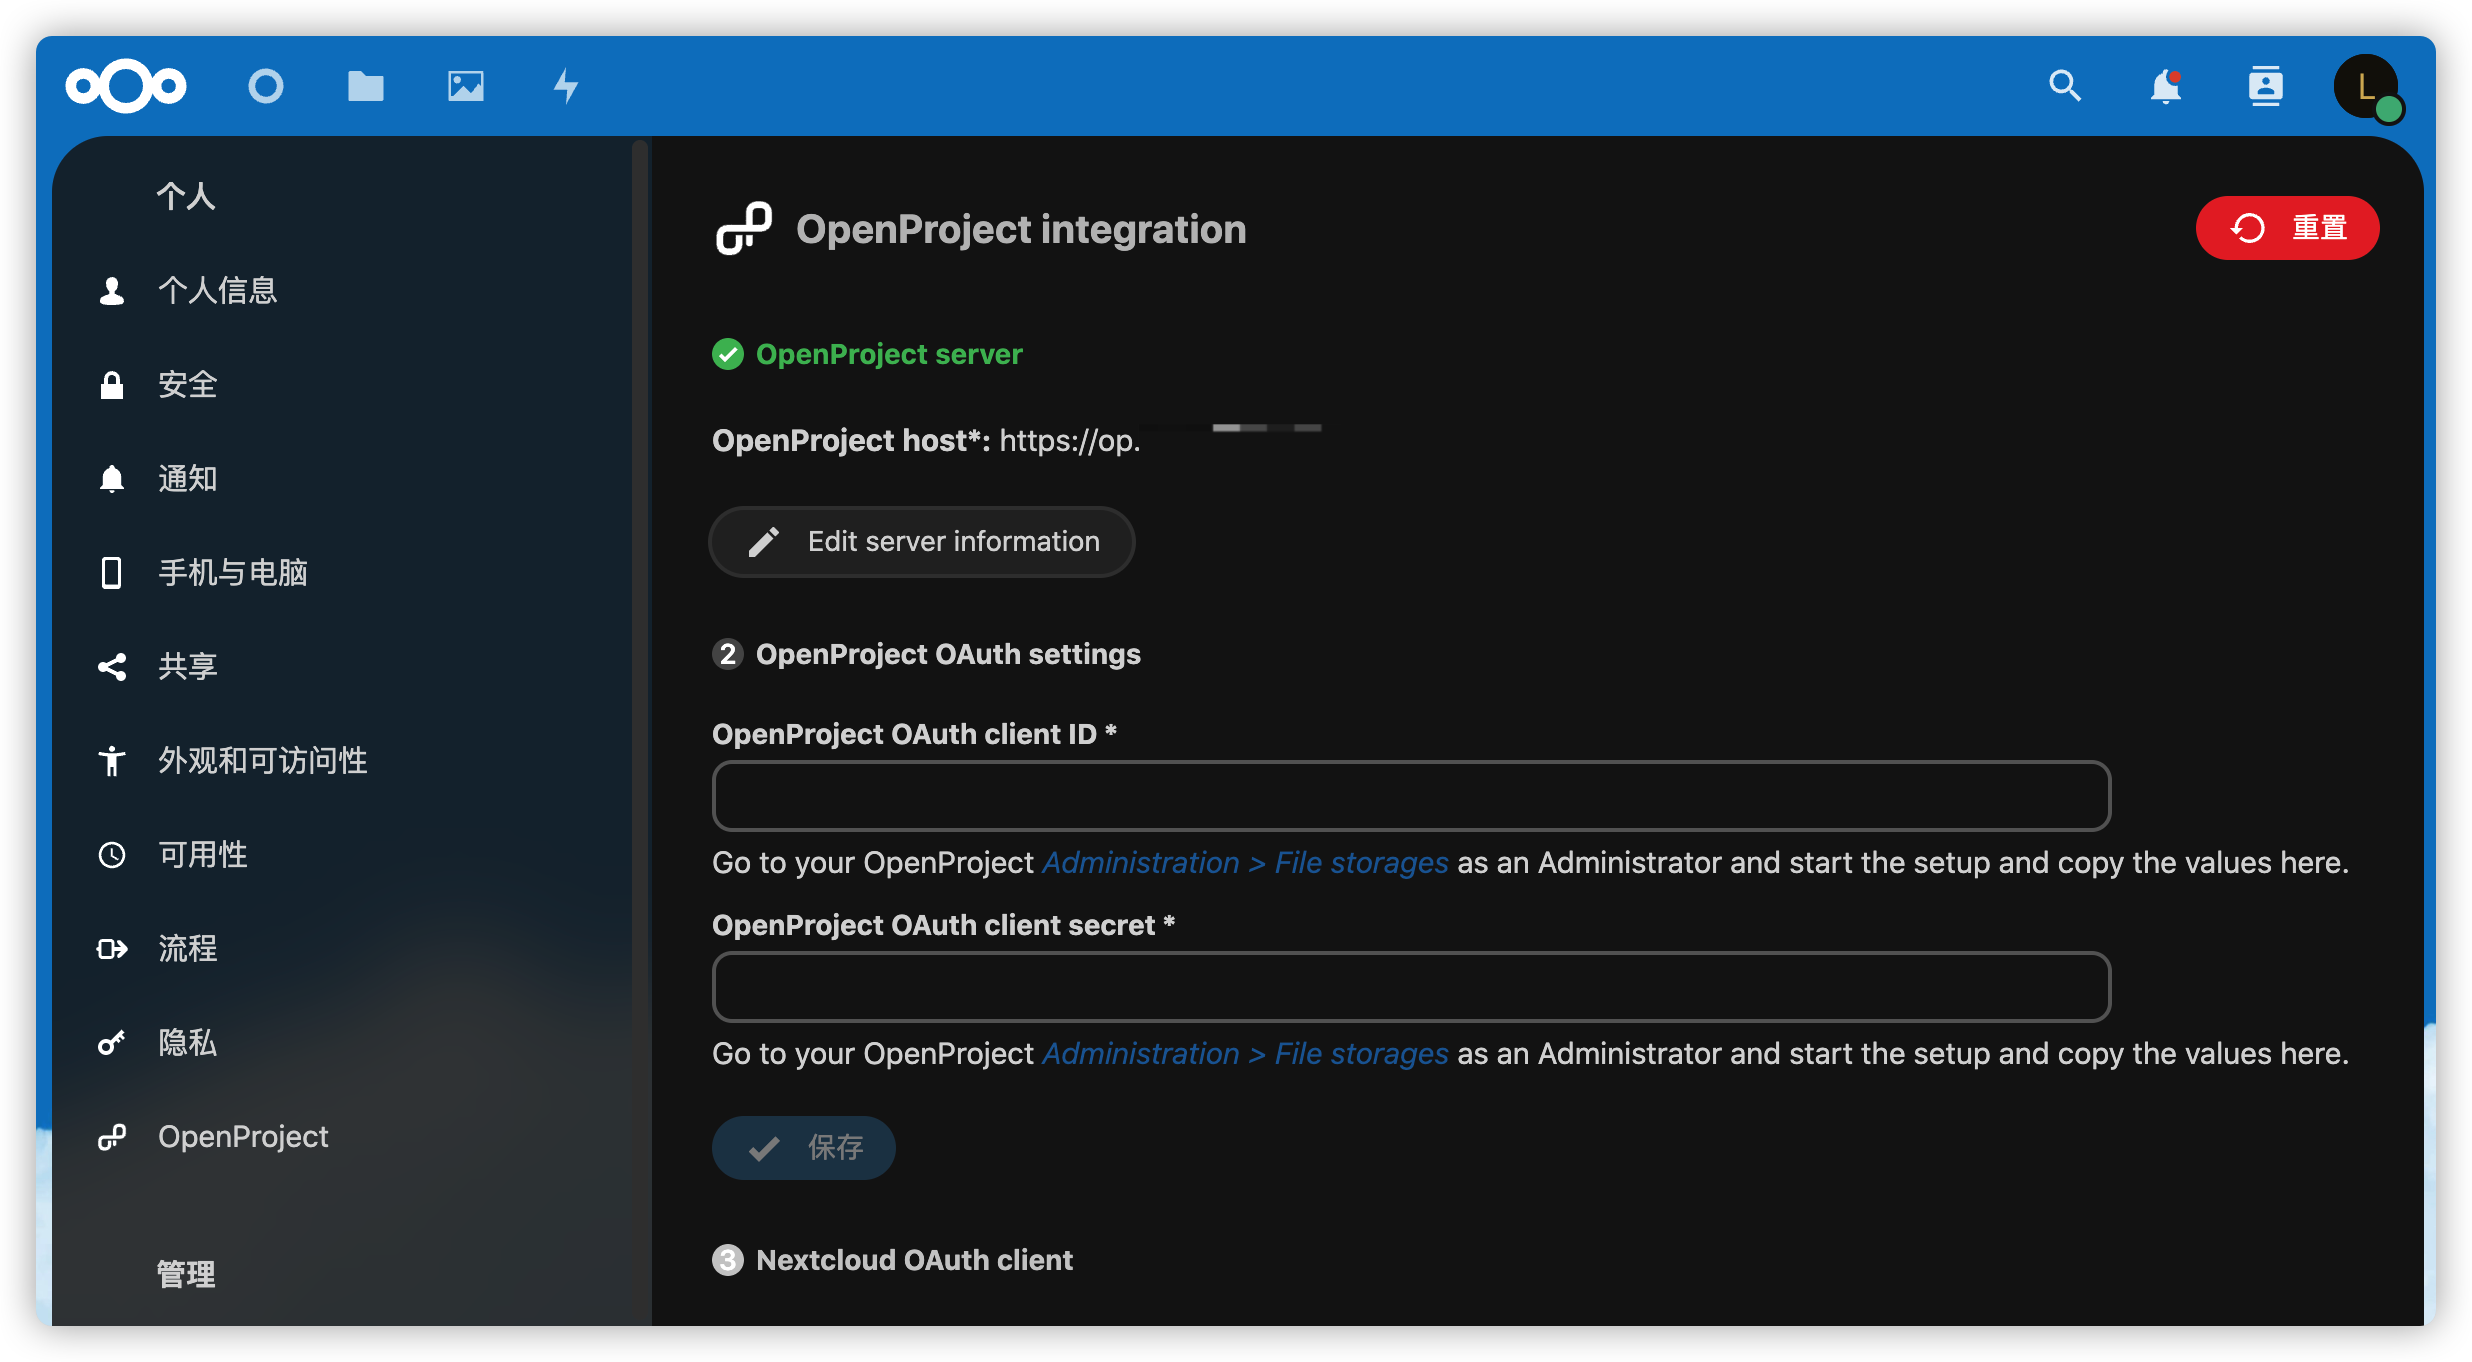 L
个人
个人信息
安全
通知
手机与电脑
共享
外观和可访问性
可用性
流程
隐私
OpenProject
管理
OpenProject integration
重置
OpenProject server
OpenProject host*: https://op.
Edit server information
2 OpenProject OAuth settings
OpenProject OAuth client ID *
Go to your OpenProject Administration > File storages as an Administrator and start the setup and copy the values here.
OpenProject OAuth client secret *
Go to your OpenProject Administration > File storages as an Administrator and start the setup and copy the values here.
保存
3 Nextcloud OAuth client